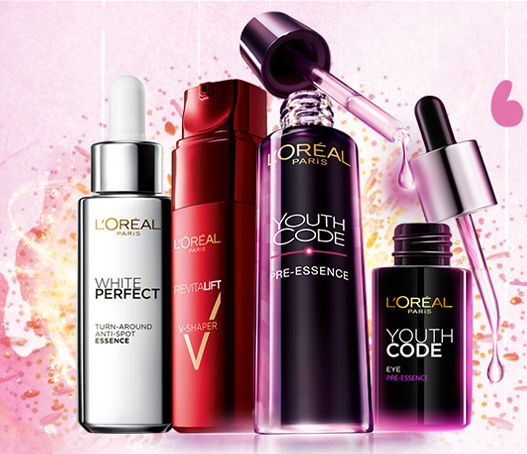 L'ORÉAL
PARIS
WHITE
PERFECT
TURN-AROUND
ANTI-SPOT
ESSENCE
L'ORÉAL
PARIS
REVITALIFT
V-SHAPER
V
L'ORÉAL
PARIS
YOUTH
CODE
PRE-ESSENCE
L'ORÉAL
PARIS
YOUTH
CODE
EYE
PRE-ESSENCE